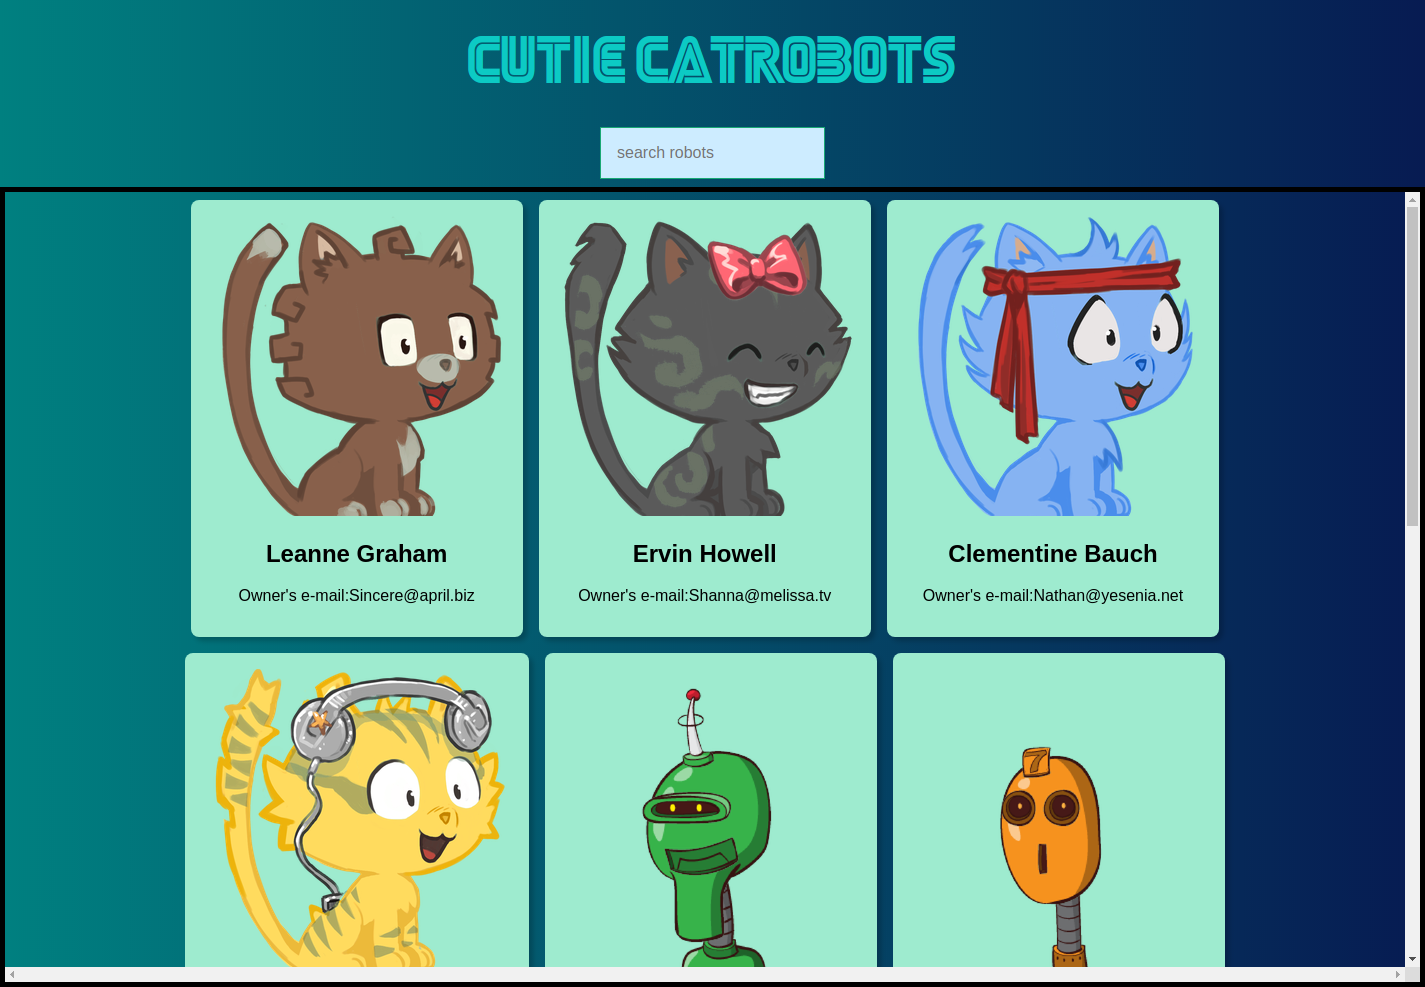 CUTIE CATROBOTS
search robots
Leanne Graham
Owner's e-mail:Sincere@april.biz
Ervin Howell
Owner's e-mail:Shanna@melissa.tv
Clementine Bauch
Owner's e-mail:Nathan@yesenia.net
7